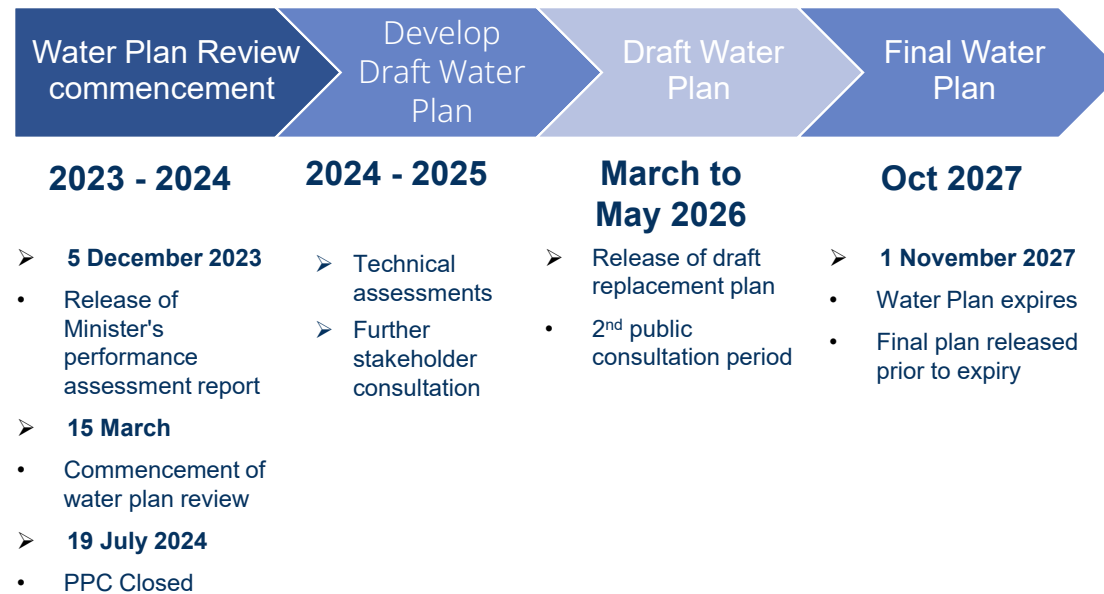 Water Plan Review
commencement
Develop
Draft Water
Plan
Draft Water
Plan
Final Water
Plan
2023 - 2024
➢ 5 December 2023
• Release of
Minister's
performance
assessment report
➢ 15 March
• Commencement of
water plan review
➢ 19 July 2024
• PPC Closed
2024 - 2025
➢ Technical
assessments
➢ Further
stakeholder
consultation
March to
May 2026
➢ Release of draft
replacement plan
• 2nd public
consultation period
Oct 2027
➢ 1 November 2027
• Water Plan expires
• Final plan released
prior to expiry